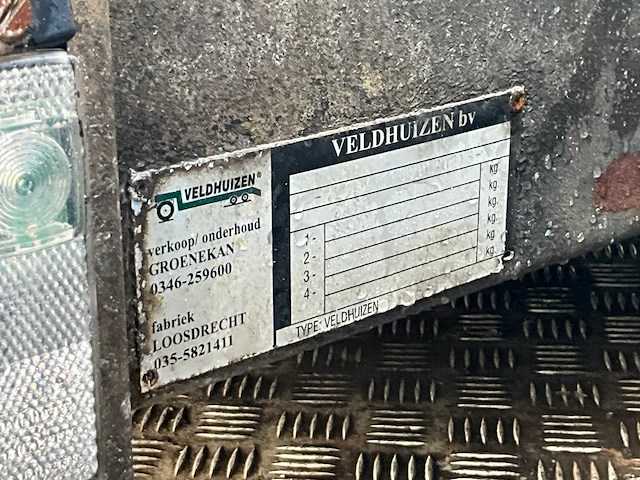 VELDHUIZEN®
verkoop/ onderhoud
GROENEKAN
0346-259600
fabriek
LOOSDRECHT
035-5821411
VELDHUIZEN bv
kg
kg
kg
1- kg
2- kg
3-
4-
TYPE: VELDHUIZEN